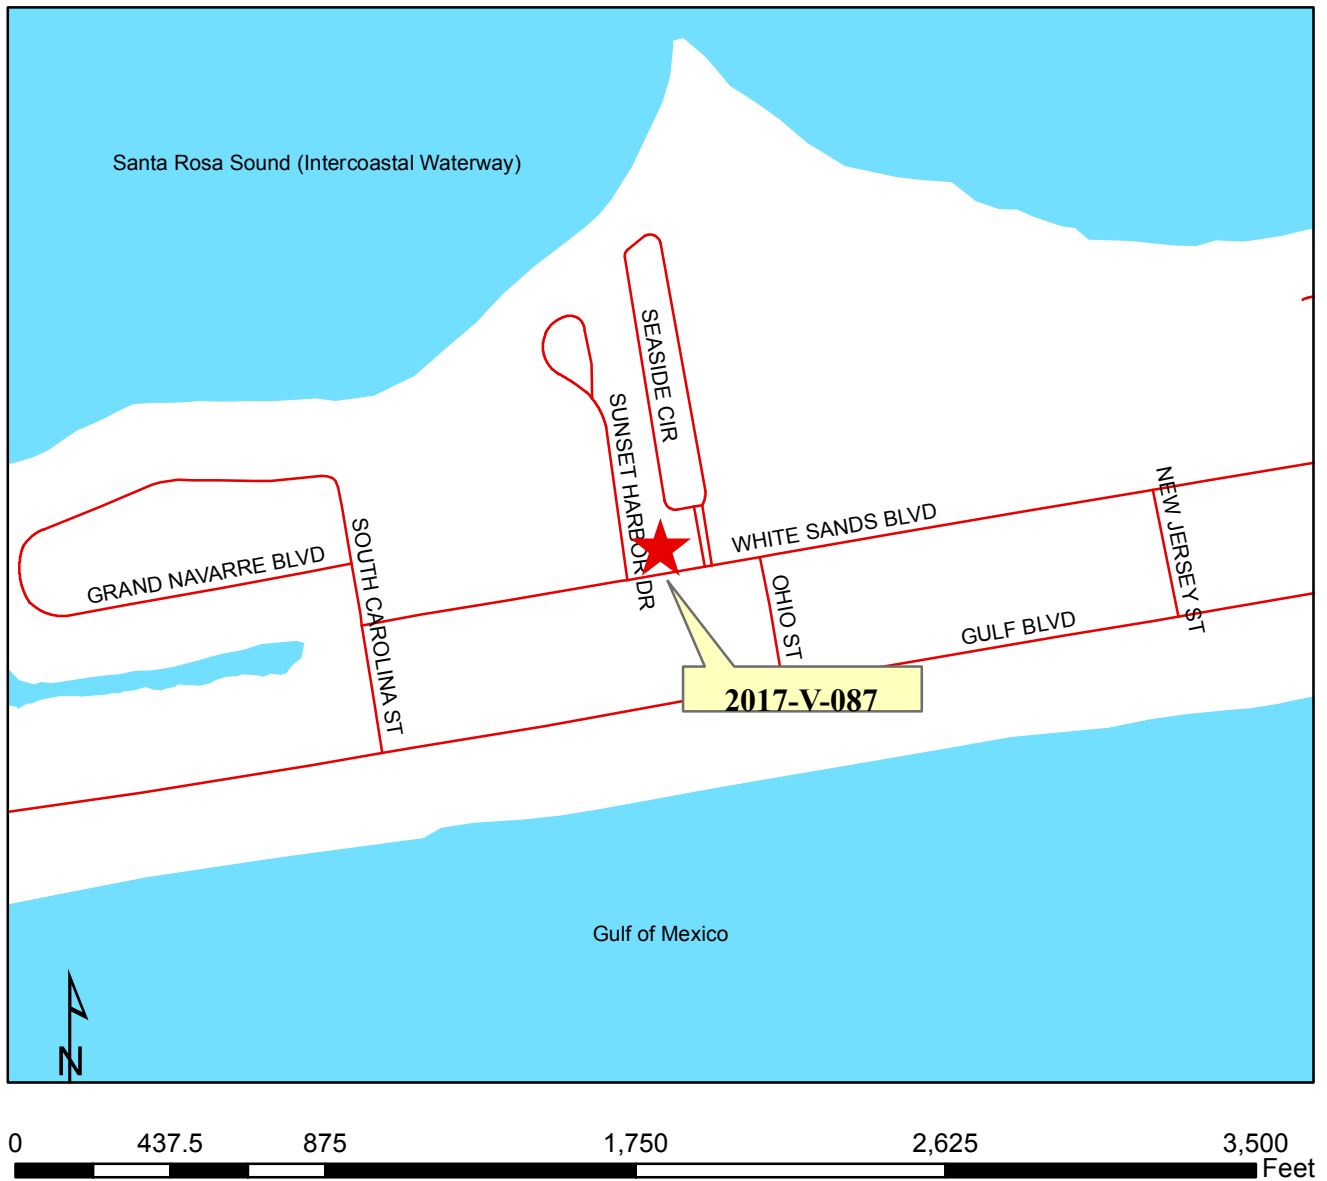 Santa Rosa Sound (Intercoastal Waterway)
SEASIDE CIR
SUNSET HARBOR DR
WHITE SANDS BLVD
NEW JERSEY ST
SOUTH CAROLINA ST
GRAND NAVARRE BLVD
OHIO ST
GULF BLVD
2017-V-087
Gulf of Mexico
N
0 437.5 875 1,750 2,625 3,500
Feet